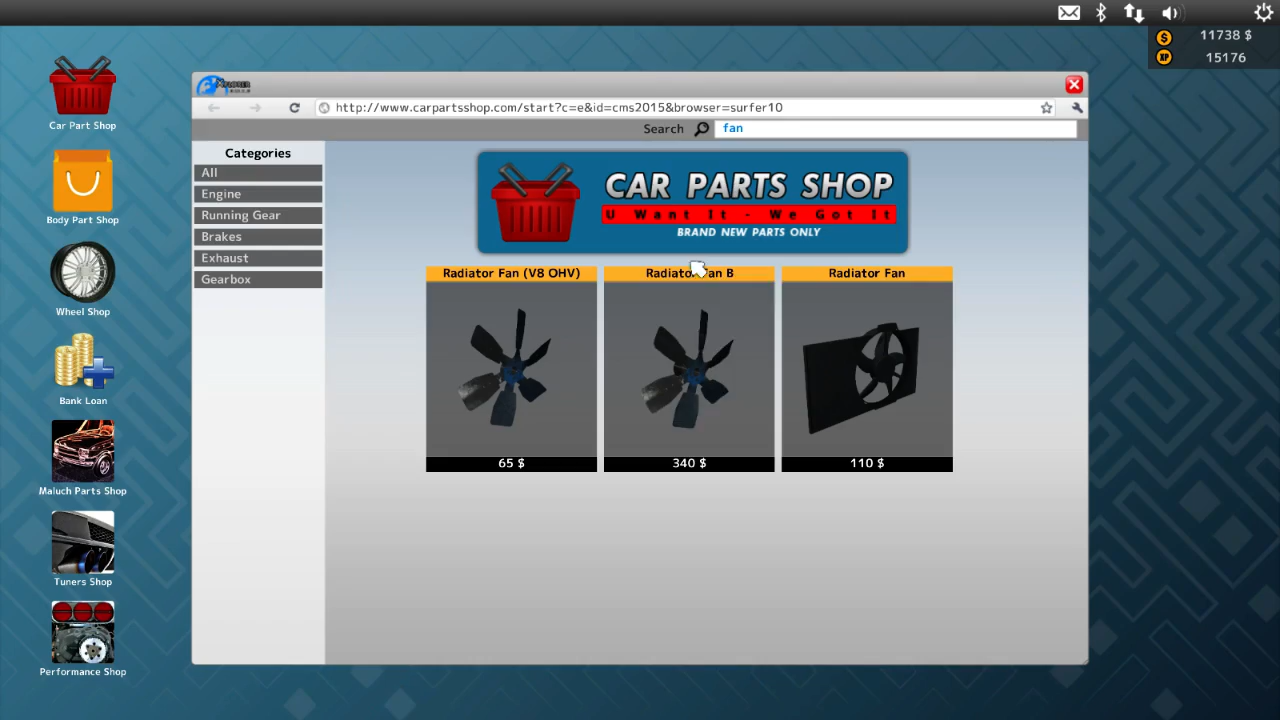 11738 $
15176
http://www.carpartsshop.com/start?c=e&id=cms2015&browser=surfer10
Search fan
Categories
All
Engine
Running Gear
Brakes
Exhaust
Gearbox
CAR PARTS SHOP
U Want It - We Got It
BRAND NEW PARTS ONLY
Radiator Fan (V8 OHV)
65 $
Radiator Fan B
340 $
Radiator Fan
110 $
Car Part Shop
Body Part Shop
Wheel Shop
Bank Loan
Maluch Parts Shop
Tuners Shop
Performance Shop